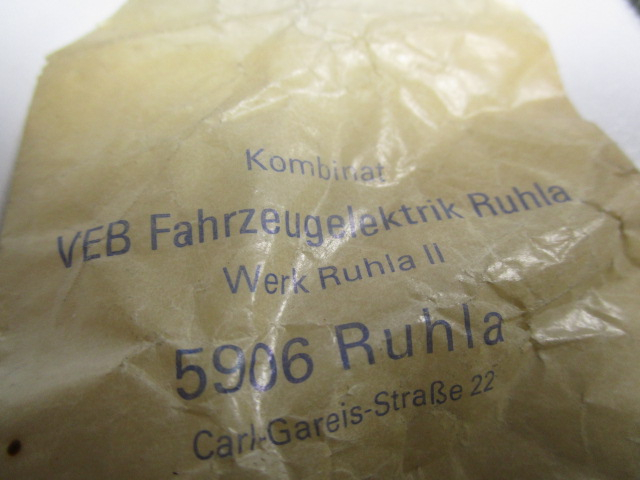 Kombinat
VEB Fahrzeugelektrik Ruhla
Werk Ruhla II
5906 Ruhla
Carl-Gareis-Straße 22